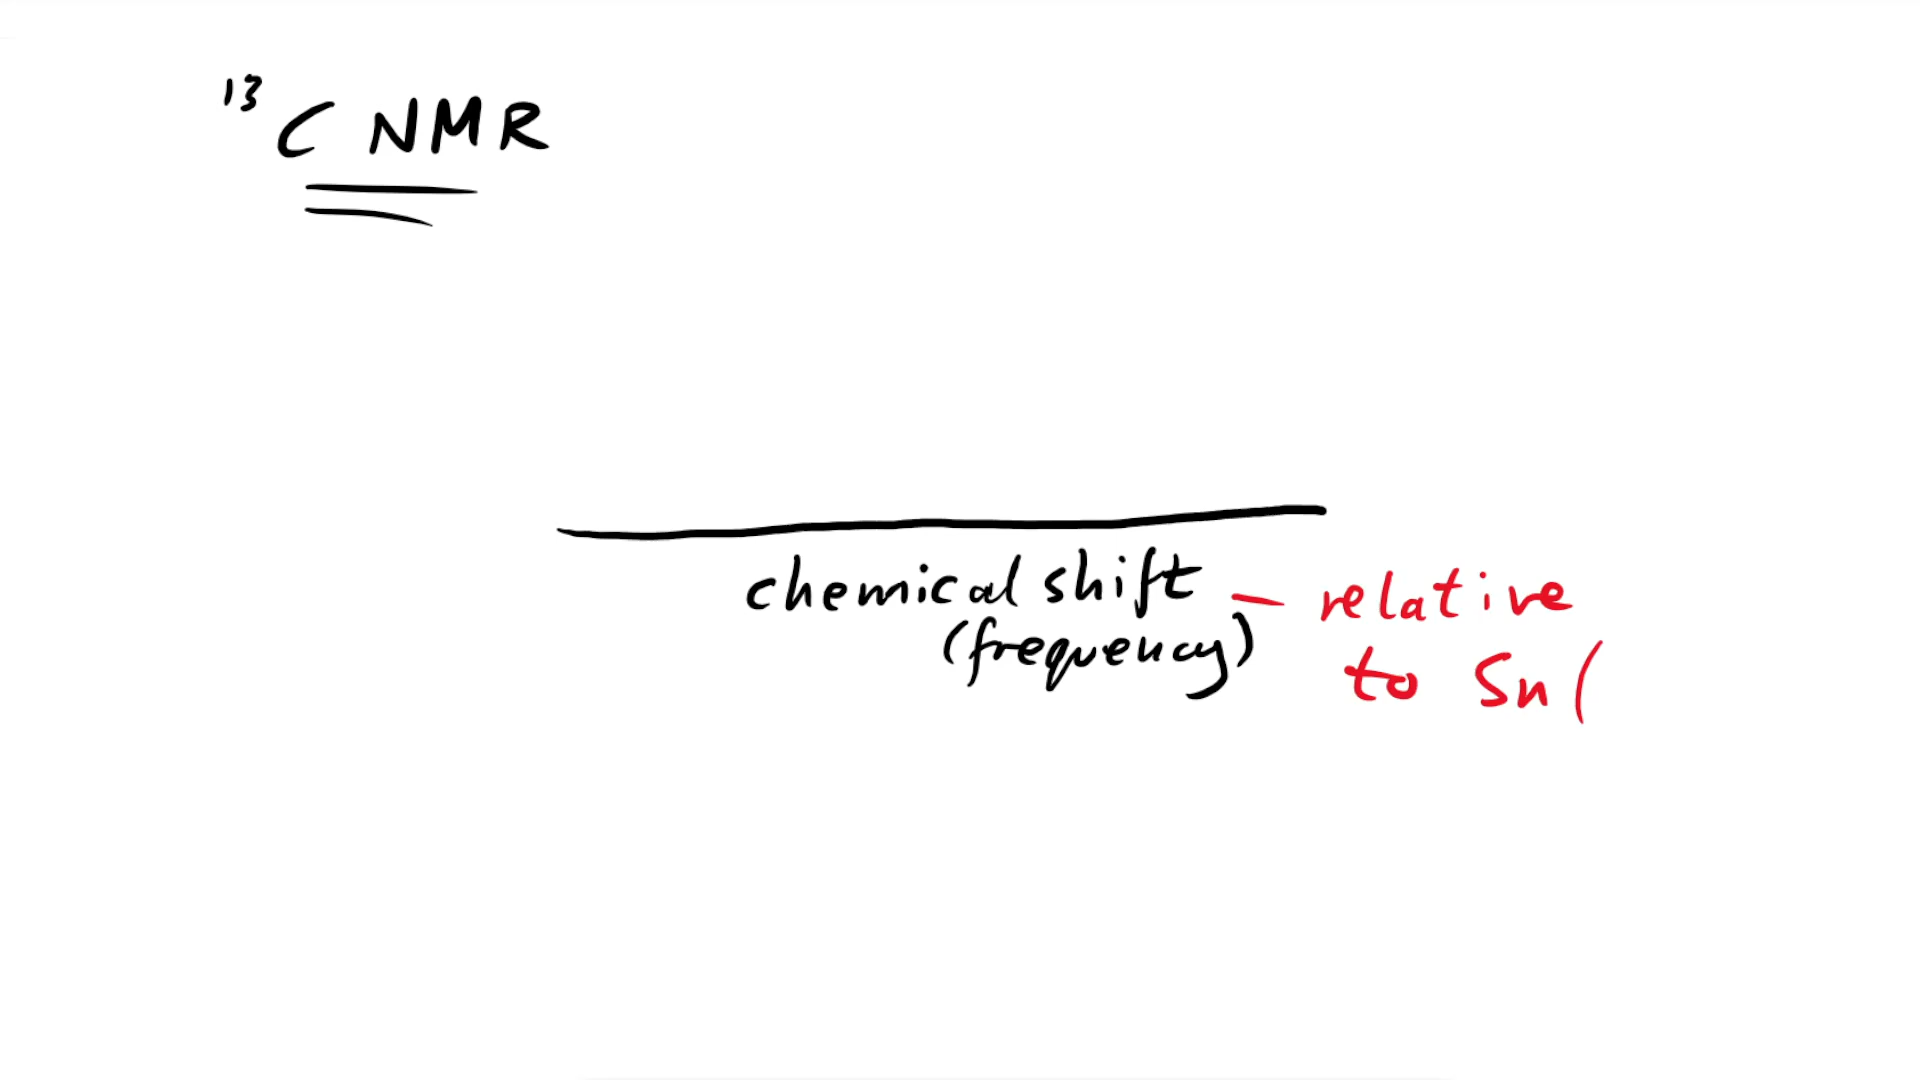 ¹³C NMR
chemical shift – relative
(frequency) to Sn (